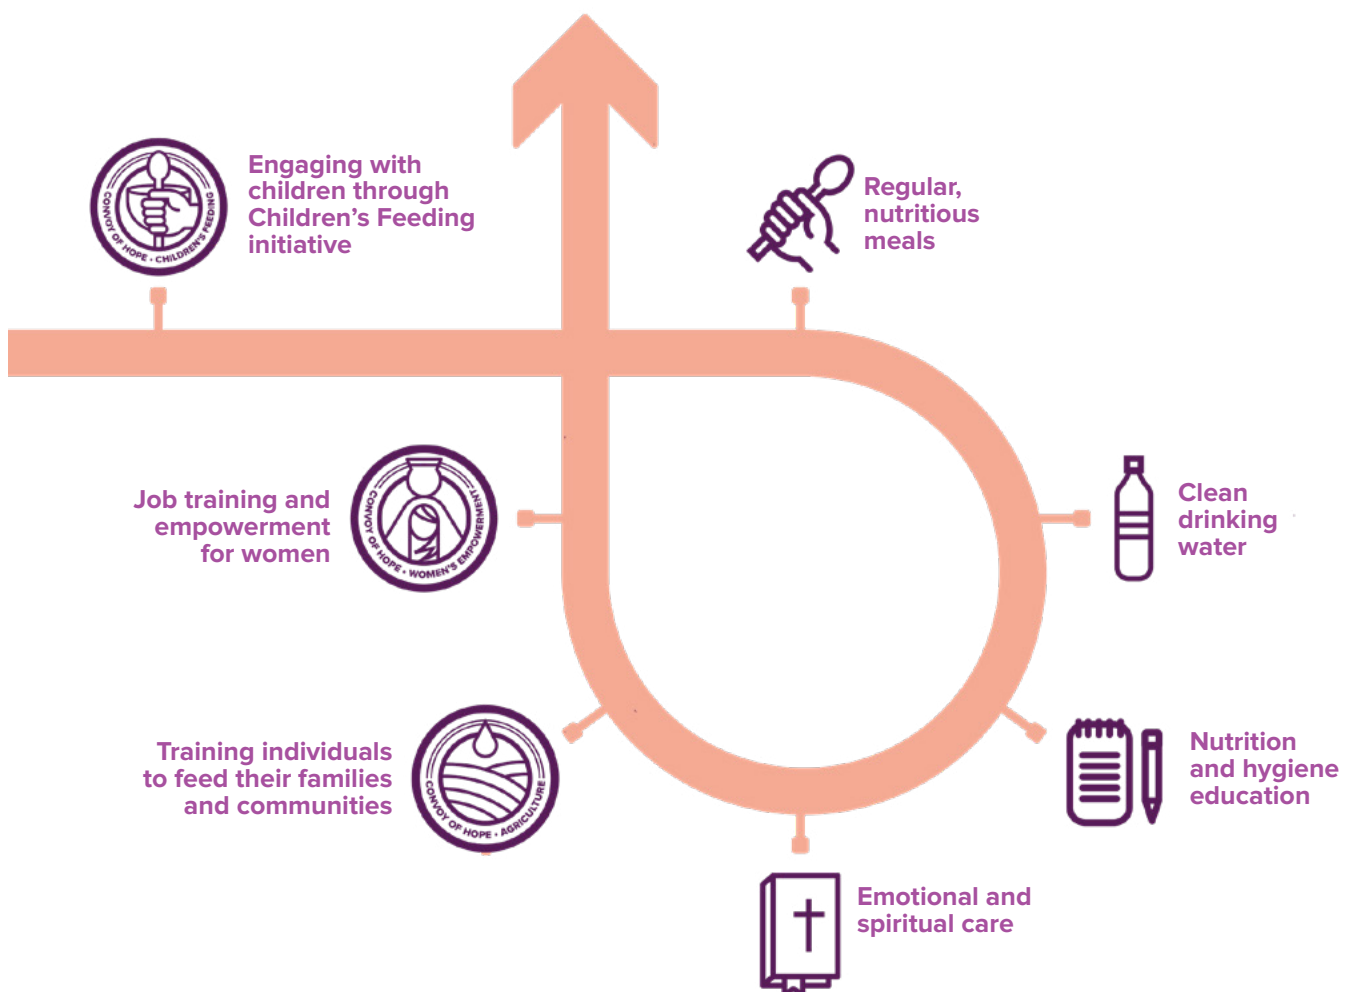 CONVOY OF HOPE • CHILDREN'S FEEDING
Engaging with
children through
Children's Feeding
initiative
Regular,
nutritious
meals
Clean
drinking
water
Nutrition
and hygiene
education
Emotional and
spiritual care
Training individuals
to feed their families
and communities
CONVOY OF HOPE • AGRICULTURE
Job training and
empowerment
for women
CONVOY OF HOPE • WOMEN'S EMPOWERMENT